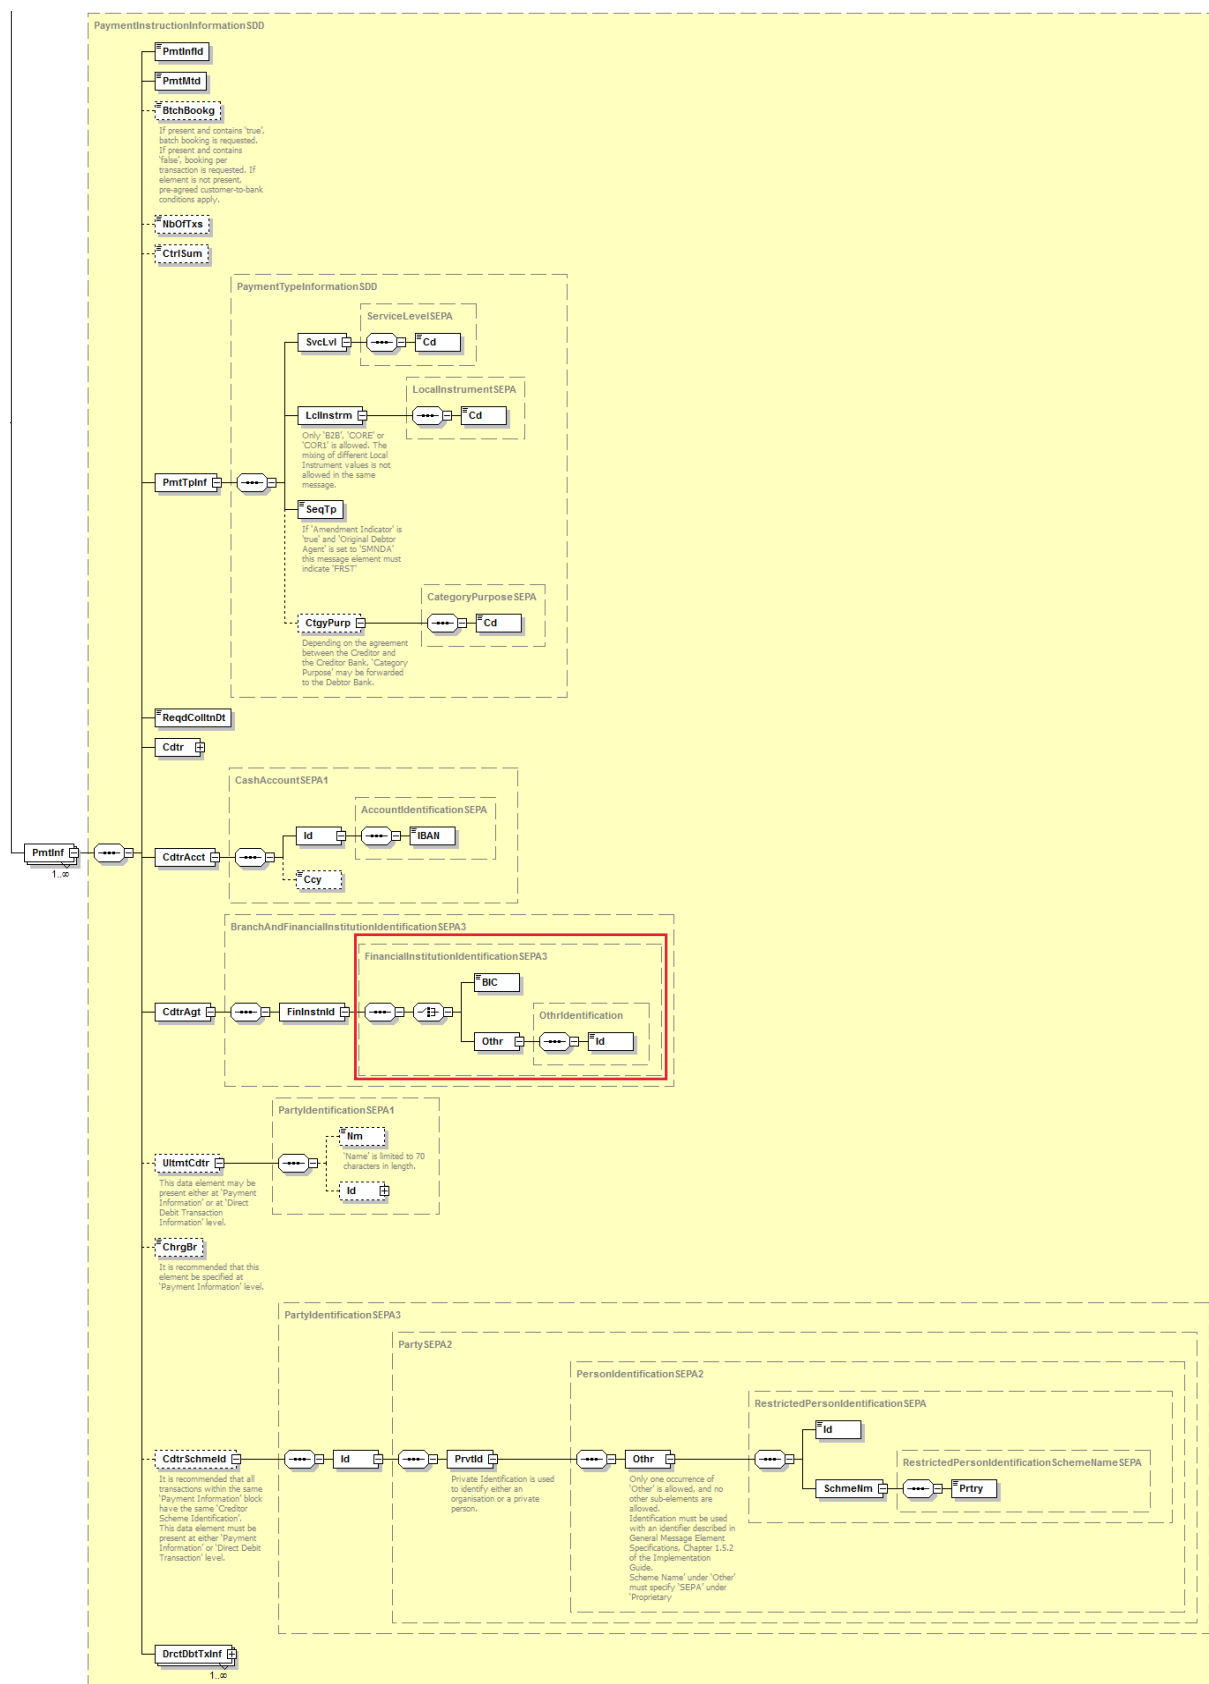 PaymentInstructionInformationSDD
PmtInfId
PmtMtd
BtchBookg
If present and contains 'true',
batch booking is requested.
If present and contains
'false', booking per
transaction is requested. If
element is not present,
pre-agreed customer-to-bank
conditions apply.
NbOfTxs
CtrlSum
PaymentTypeInformationSDD
ServiceLevelSEPA
SvcLvl
Cd
LocalInstrumentSEPA
LclInstrm
Cd
Only 'B2B', 'CORE' or
'COR1' is allowed. The
mixing of different Local
Instrument values is not
allowed in the same
message.
PmtTpInf
SeqTp
If 'Amendment Indicator' is
'true' and 'Original Debtor
Agent' is set to 'SMNDA'
this message element must
indicate 'FRST'
CategoryPurposeSEPA
CtgyPurp
Cd
Depending on the agreement
between the Creditor and
the Creditor Bank, 'Category
Purpose' may be forwarded
to the Debtor Bank.
ReqdColltnDt
Cdtr
CashAccountSEPA1
AccountIdentificationSEPA
Id
IBAN
PmtInf
1..∞
CdtrAcct
Ccy
BranchAndFinancialInstitutionIdentificationSEPA3
FinancialInstitutionIdentificationSEPA3
BIC
CdtrAgt
FinInstnId
OthrIdentification
Othr
Id
PartyIdentificationSEPA1
Nm
'Name' is limited to 70
characters in length.
UltmtCdtr
Id
This data element may be
present either at 'Payment
Information' or at 'Direct
Debit Transaction
Information' level.
ChrgBr
It is recommended that this
element be specified at
'Payment Information' level.
PartyIdentificationSEPA3
PartySEPA2
PersonIdentificationSEPA2
RestrictedPersonIdentificationSEPA
Id
CdtrSchmeId
Id
PrvtId
Othr
RestrictedPersonIdentificationSchemeNameSEPA
SchmeNm
Prtry
It is recommended that all
transactions within the same
'Payment Information' block
have the same 'Creditor
Scheme Identification'.
This data element must be
present at either 'Payment
Information' or 'Direct Debit
Transaction' level.
Private Identification is used
to identify either an
organisation or a private
person.
Only one occurrence of
'Other' is allowed, and no
other sub-elements are
allowed.
Identification must be used
with an identifier described in
General Message Element
Specifications, Chapter 1.5.2
of the Implementation
Guide.
Scheme Name' under 'Other'
must specify 'SEPA' under
'Proprietary
DrctDbtTxInf
1..∞